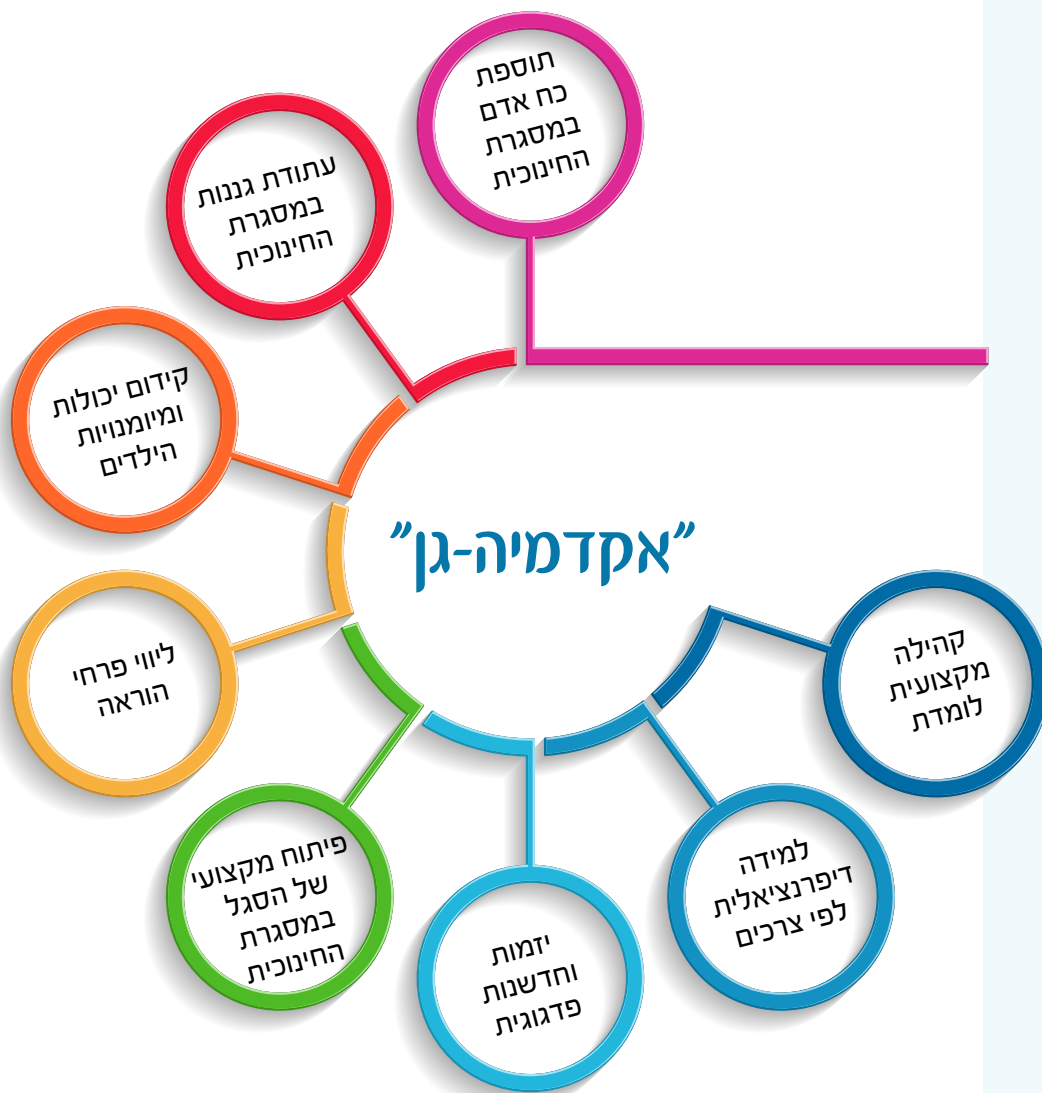 תוספת
כח אדם
במסגרת
החינוכית
עתודת גננות
במסגרת
החינוכית
קידום יכולות
ומיומנויות
הילדים
"אקדמיה-גן"
ליווי פרחי
הוראה
פיתוח מקצועי
של הסגל
במסגרת
החינוכית
יזמות
וחדשנות
פדגוגית
למידה
דיפרנציאלית
לפי צרכים
קהילה
מקצועית
לומדת